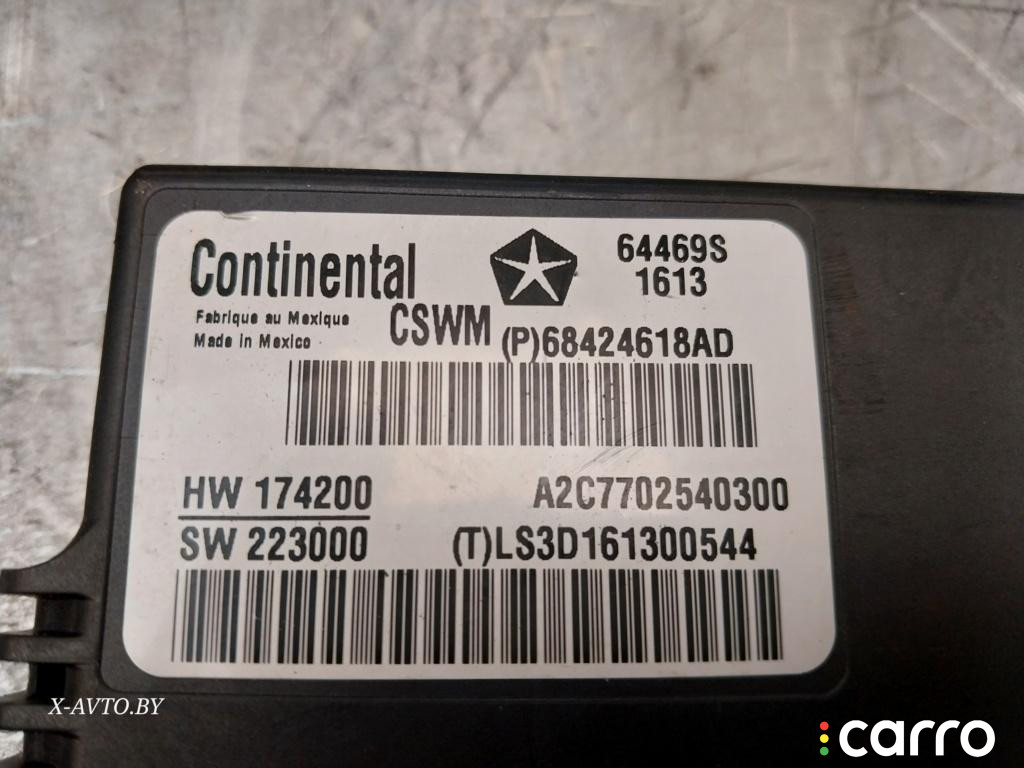 Continental
64469S
1613
Fabrique au Mexique
Made in Mexico
CSWM (P)68424618AD
HW 174200 A2C7702540300
SW 223000 (T)LS3D161300544
X-AVTO.BY
carro